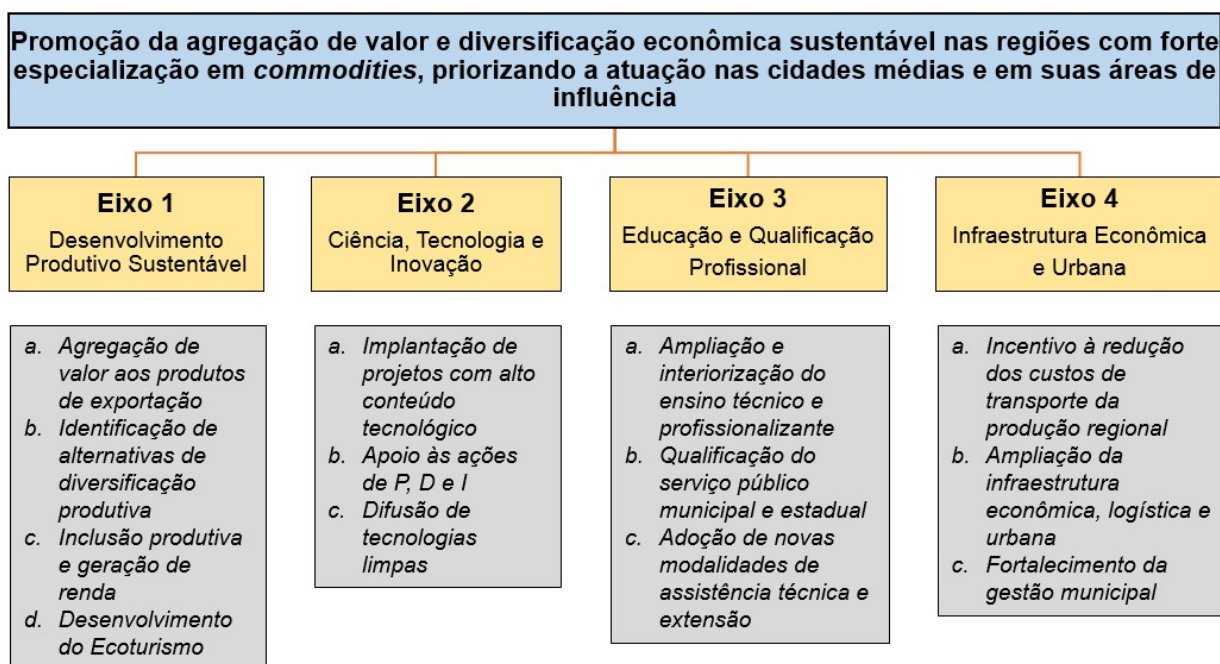 Promoção da agregação de valor e diversificação econômica sustentável nas regiões com forte
especialização em commodities, priorizando a atuação nas cidades médias e em suas áreas de
influência
Eixo 1
Desenvolvimento
Produtivo Sustentável
Eixo 2
Ciência, Tecnologia e
Inovação
Eixo 3
Educação e Qualificação
Profissional
Eixo 4
Infraestrutura Econômica
e Urbana
a. Agregação de
valor aos produtos
de exportação
b. Identificação de
alternativas de
diversificação
produtiva
c. Inclusão produtiva
e geração de
renda
d. Desenvolvimento
do Ecoturismo
a. Implantação de
projetos com alto
conteúdo
tecnológico
b. Apoio às ações
de P, D e I
c. Difusão de
tecnologias
limpas
a. Ampliação e
interiorização do
ensino técnico e
profissionalizante
b. Qualificação do
serviço público
municipal e estadual
c. Adoção de novas
modalidades de
assistência técnica e
extensão
a. Incentivo à redução
dos custos de
transporte da
produção regional
b. Ampliação da
infraestrutura
econômica, logística e
urbana
c. Fortalecimento da
gestão municipal